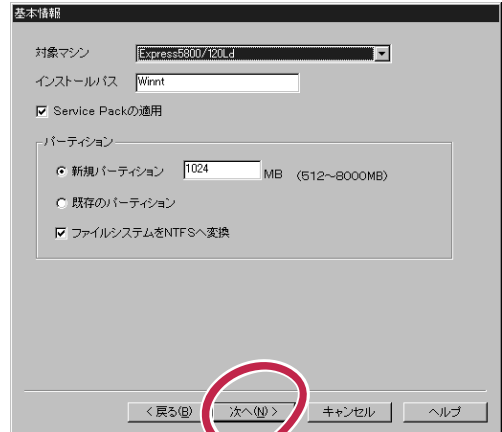 基本情報
対象マシン Express5800/120Ld
インストールパス Winnt
Service Packの適用
パーティション
新規パーティション 1024 MB (512～8000MB)
既存のパーティション
ファイルシステムをNTFSへ変換
< 戻る(B) 次へ(N) > キャンセル ヘルプ